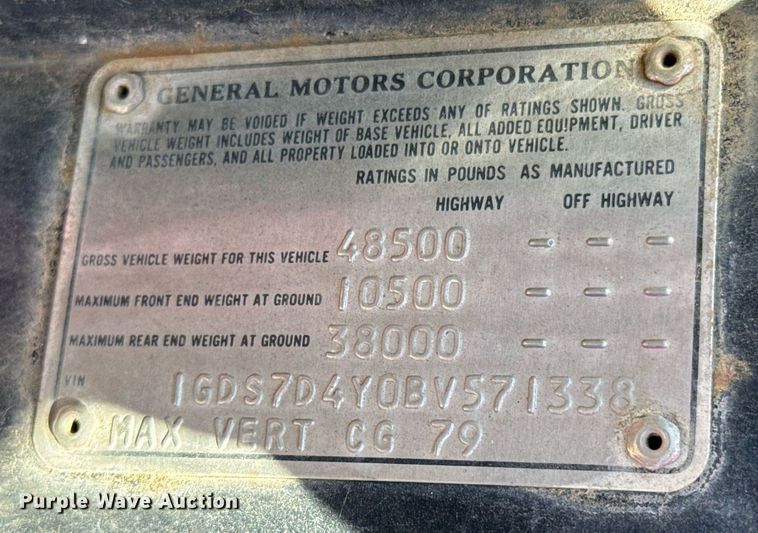 GENERAL MOTORS CORPORATION
WARRANTY MAY BE VOIDED IF WEIGHT EXCEEDS ANY OF RATINGS SHOWN. GROSS
VEHICLE WEIGHT INCLUDES WEIGHT OF BASE VEHICLE, ALL ADDED EQUIPMENT, DRIVER
AND PASSENGERS, AND ALL PROPERTY LOADED INTO OR ONTO VEHICLE.
RATINGS IN POUNDS AS MANUFACTURED
HIGHWAY OFF HIGHWAY
GROSS VEHICLE WEIGHT FOR THIS VEHICLE 48500 - - -
MAXIMUM FRONT END WEIGHT AT GROUND 10500 - - -
MAXIMUM REAR END WEIGHT AT GROUND 38000 - - -
VIN 1GDS7D4Y0BV571338
MAX VERT CG 79
Purple Wave Auction